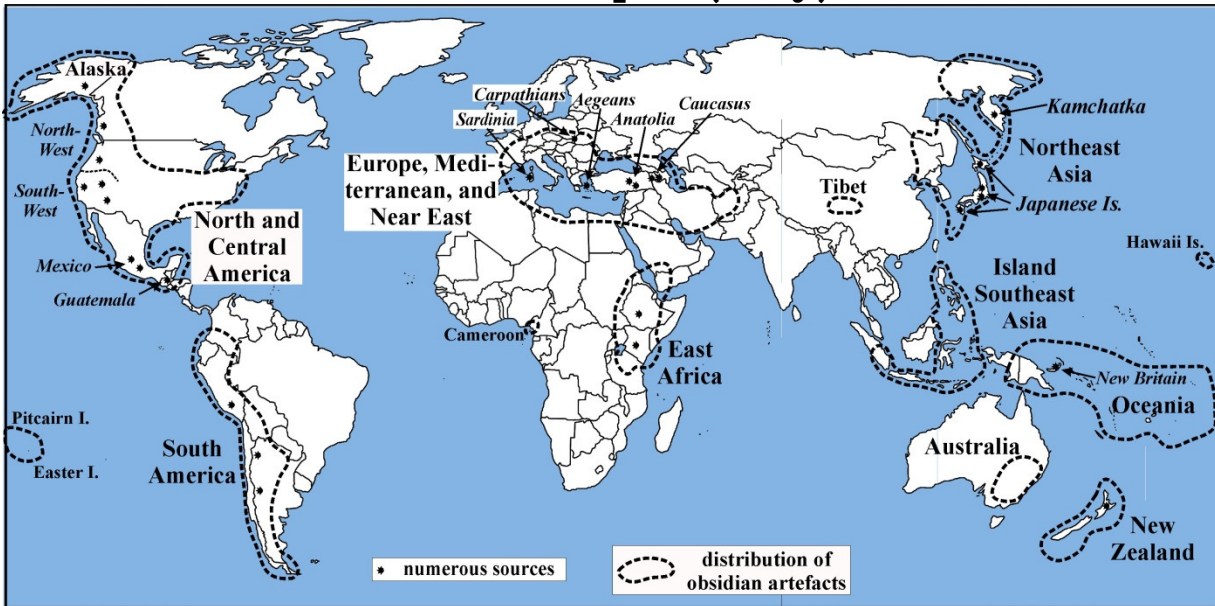 Alaska
North-
West
South-
West
Mexico
Guatemala
North and
Central
America
Pitcairn I.
Easter I.
South
America
Carpathians
Sardinia
Aegeans
Anatolia
Caucasus
Europe, Medi-
terranean, and
Near East
Cameroon
East
Africa
Tibet
Kamchatka
Northeast
Asia
Japanese Is.
Hawaii Is.
Island
Southeast
Asia
New Britain
Oceania
Australia
New
Zealand
numerous sources
distribution of
obsidian artefacts